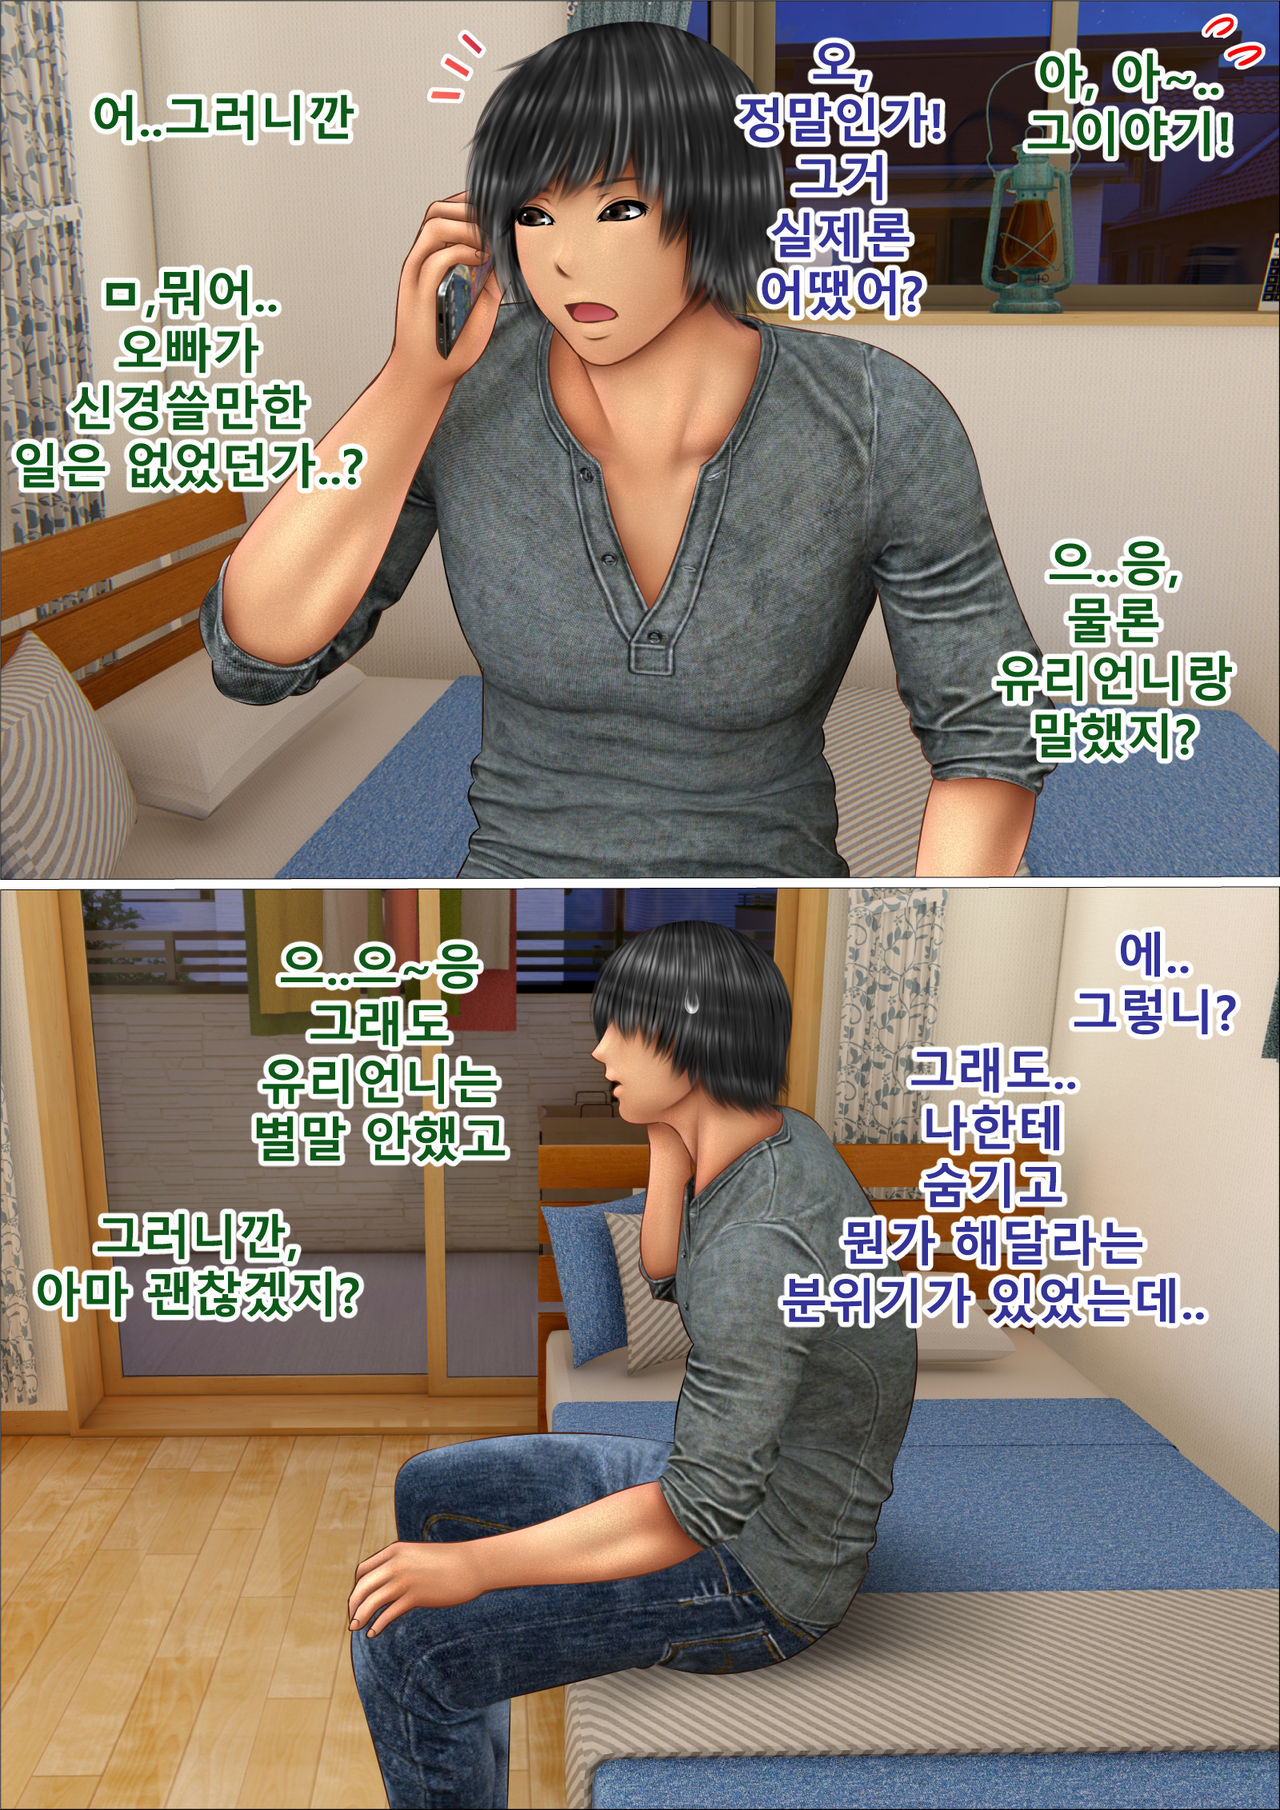 아, 아~..
그이야기!
오,
정말인가!
그거
실제론
어땠어?
어..그러니깐
ㅁ,뭐어..
오빠가
신경쓸만한
일은 없었던가..?
으..응,
물론
유리언니랑
말했지?
에..
그렇니?
그래도..
나한테
숨기고
뭔가 해달라는
분위기가 있었는데..
으..으~응
그래도
유리언니는
별말 안했고
그러니깐,
아마 괜찮겠지?